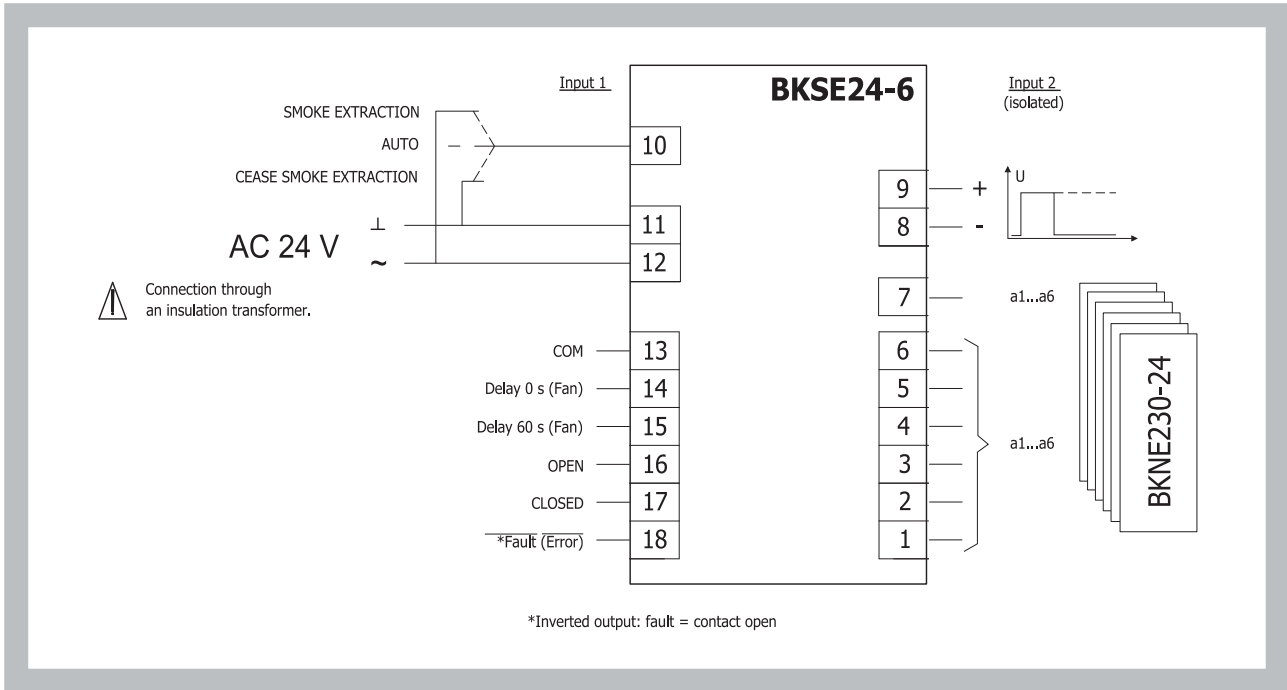 BKSE24-6
Input 1
SMOKE EXTRACTION
AUTO
CEASE SMOKE EXTRACTION
⊥
AC 24 V
~
Connection through
an insulation transformer.
10
11
12
COM
13
Delay 0 s (Fan)
14
Delay 60 s (Fan)
15
OPEN
16
CLOSED
17
*Fault (Error)
18
Input 2
(isolated)
9
+
U
8
-
7
a1...a6
6
5
4
3
2
1
a1...a6
BKNE230-24
*Inverted output: fault = contact open